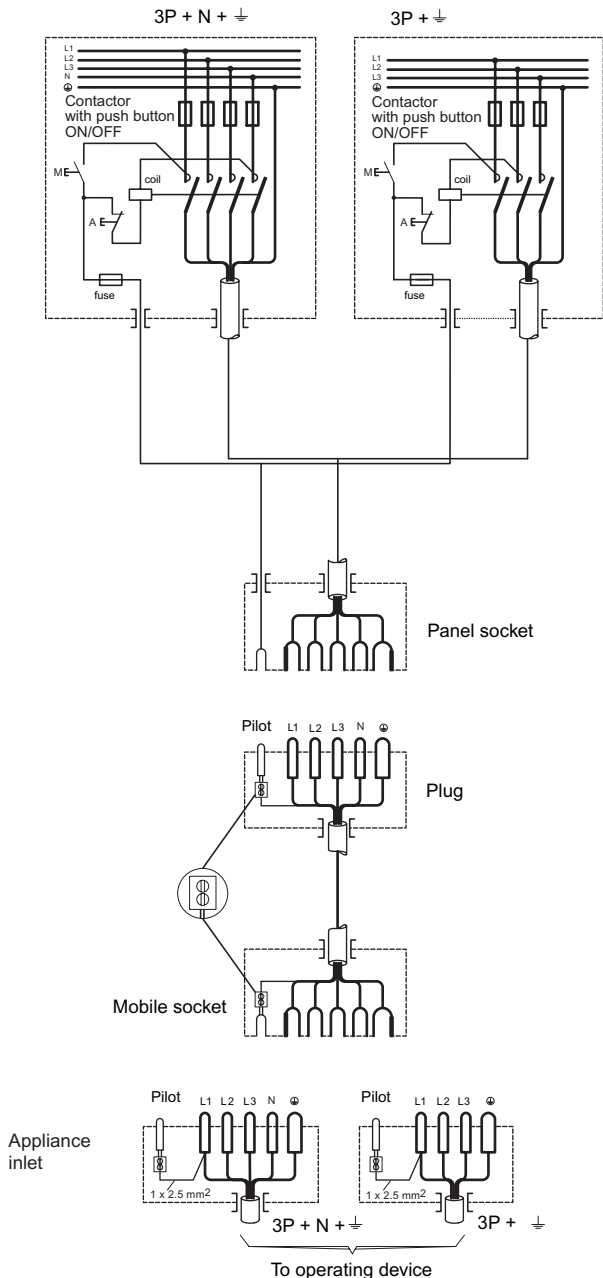 3P + N + ⏚
3P + ⏚
L1
L2
L3
N
⏚
Contactor
with push button
ON/OFF
M
coil
A
fuse
L1
L2
L3
⏚
Contactor
with push button
ON/OFF
M
coil
A
fuse
Panel socket
Pilot L1 L2 L3 N ⏚
Plug
Mobile socket
Pilot L1 L2 L3 N ⏚
Pilot L1 L2 L3 ⏚
Appliance
inlet
1 x 2.5 mm²
1 x 2.5 mm²
3P + N + ⏚
3P + ⏚
To operating device